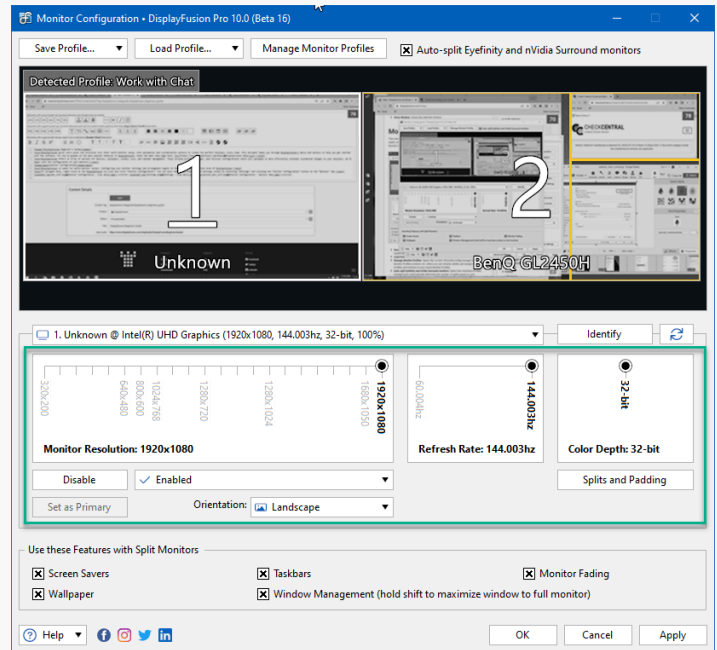 Monitor Configuration • DisplayFusion Pro 10.0 (Beta 16)
Save Profile... Load Profile... Manage Monitor Profiles Auto-split Eyefinity and nVidia Surround monitors
Detected Profile: Work with Chat
CHECKCENTRAL
1 2
Unknown BenQ GL2450H
1. Unknown @ Intel(R) UHD Graphics (1920x1080, 144.003hz, 32-bit, 100%) Identify
320x200 640x480 800x600 1024x768 1280x720 1280x1024 1680x1050 1920x1080 60.004hz 144.003hz 32-bit
Monitor Resolution: 1920x1080 Refresh Rate: 144.003hz Color Depth: 32-bit
Disable Enabled Splits and Padding
Set as Primary Orientation: Landscape
Use these Features with Split Monitors
Screen Savers Taskbars Monitor Fading
Wallpaper Window Management (hold shift to maximize window to full monitor)
Help OK Cancel Apply